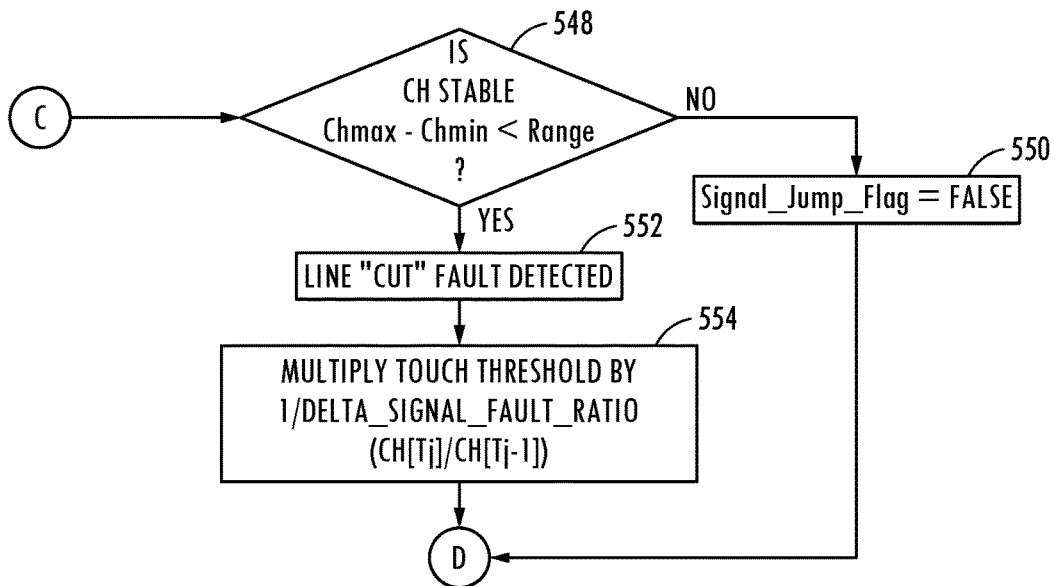 548
IS
CH STABLE
Chmax - Chmin < Range
?
C
NO
550
Signal_Jump_Flag = FALSE
YES
552
LINE "CUT" FAULT DETECTED
554
MULTIPLY TOUCH THRESHOLD BY
1/DELTA_SIGNAL_FAULT_RATIO
(CH[Tj]/CH[Tj-1])
D